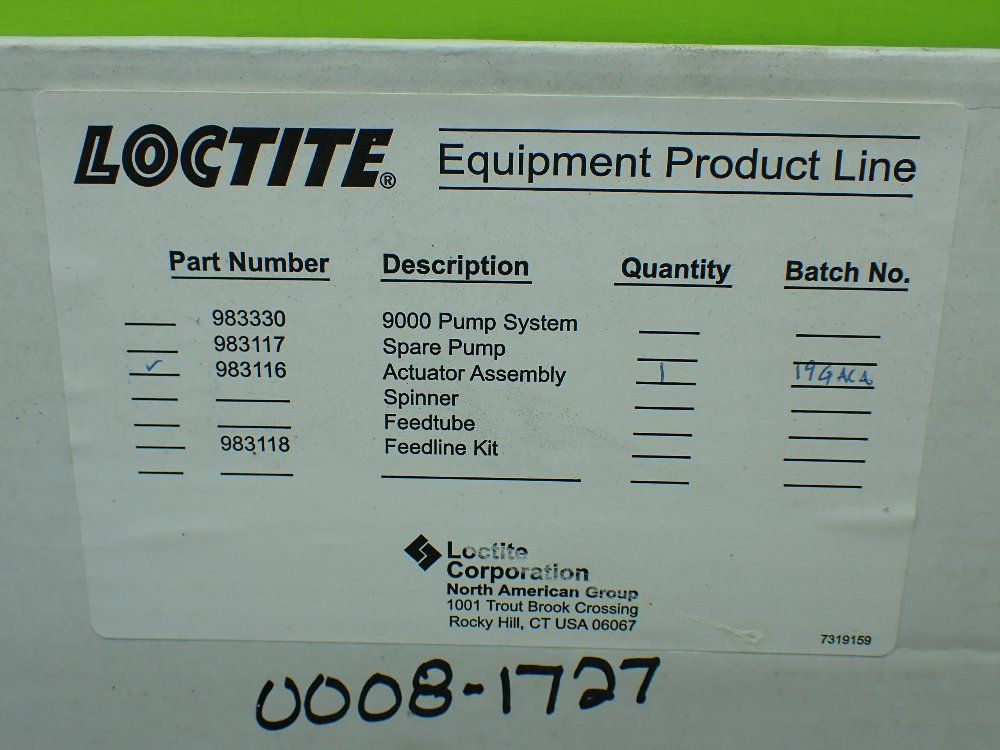 LOCTITE®
Equipment Product Line
Part Number Description Quantity Batch No.
983330 9000 Pump System
983117 Spare Pump
✓ 983116 Actuator Assembly 1
Spinner
Feedtube
983118 Feedline Kit
Loctite
Corporation
North American Group
1001 Trout Brook Crossing
Rocky Hill, CT USA 06067
7319159
0008-1727